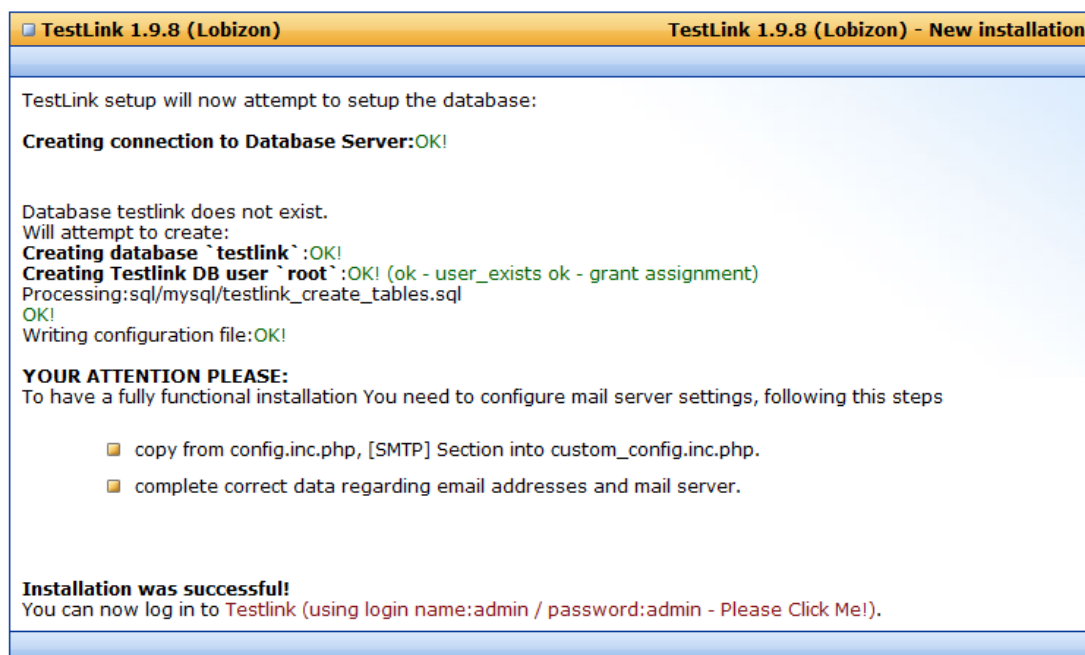 TestLink 1.9.8 (Lobizon) TestLink 1.9.8 (Lobizon) - New installation
TestLink setup will now attempt to setup the database:
Creating connection to Database Server:OK!
Database testlink does not exist.
Will attempt to create:
Creating database `testlink`:OK!
Creating Testlink DB user `root`:OK! (ok - user_exists ok - grant assignment)
Processing:sql/mysql/testlink_create_tables.sql
OK!
Writing configuration file:OK!
YOUR ATTENTION PLEASE:
To have a fully functional installation You need to configure mail server settings, following this steps
copy from config.inc.php, [SMTP] Section into custom_config.inc.php.
complete correct data regarding email addresses and mail server.
Installation was successful!
You can now log in to Testlink (using login name:admin / password:admin - Please Click Me!).